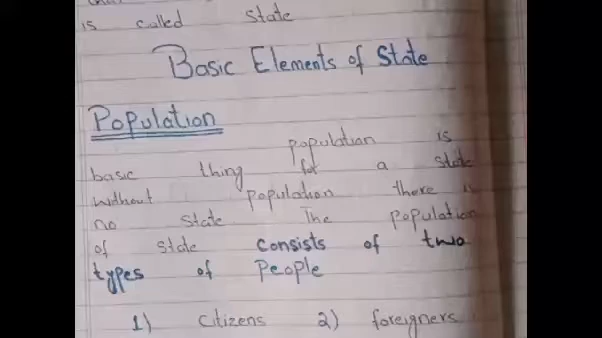 is called state
Basic Elements of State
Population
population is
basic thing for a state
without population there is
no state The population
of state consists of two
types of People
1) citizens 2) foreigners